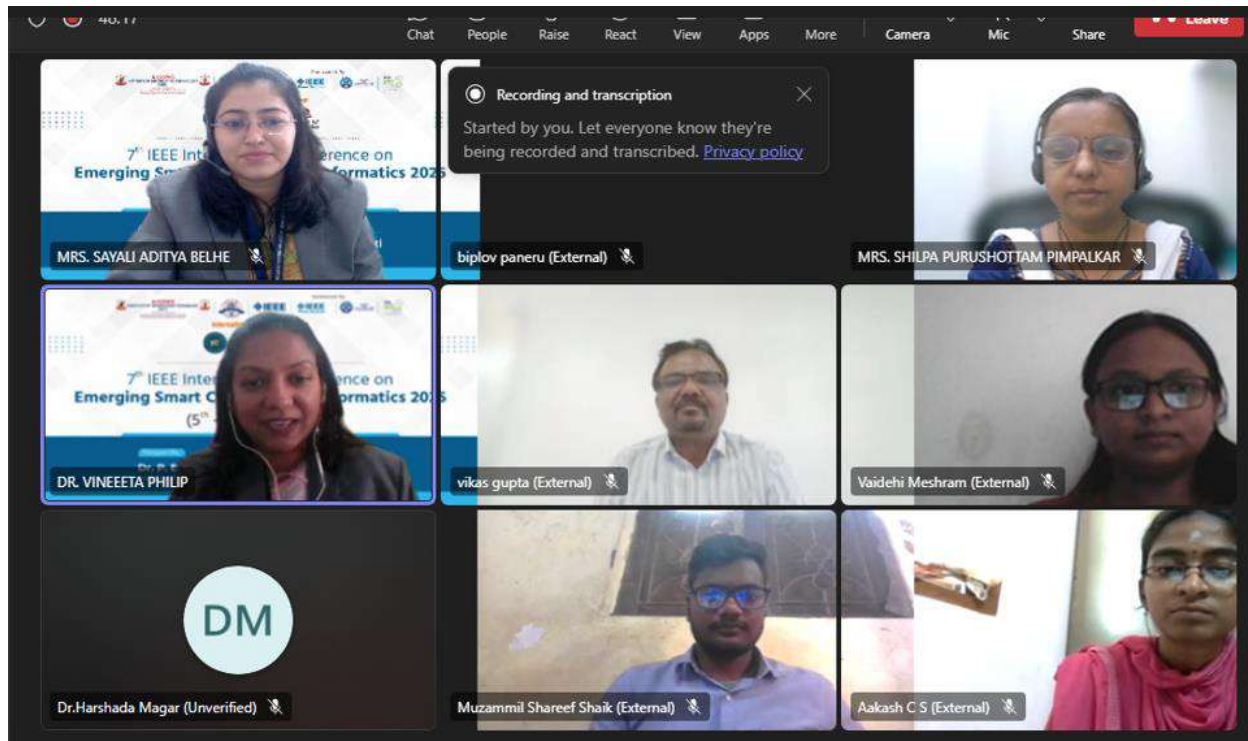 46:17
Chat People Raise React View Apps More Camera Mic Share Leave
Recording and transcription
Started by you. Let everyone know they're
being recorded and transcribed. Privacy policy
7th IEEE Int erence on
Emerging Sm formatics 2025
MRS. SAYALI ADITYA BELHE
biplov paneru (External)
MRS. SHILPA PURUSHOTTAM PIMPALKAR
7th IEEE Inter ence on
Emerging Smart C ormatics 2025
(5th
DR. VINEEETA PHILIP
vikas gupta (External)
Vaidehi Meshram (External)
DM
Dr.Harshada Magar (Unverified)
Muzammil Shareef Shaik (External)
Aakash C S (External)